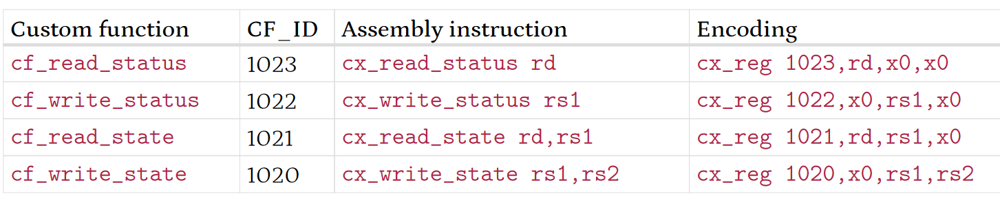 Custom function CF_ID Assembly instruction Encoding
cf_read_status 1023 cx_read_status rd cx_reg 1023,rd,x0,x0
cf_write_status 1022 cx_write_status rs1 cx_reg 1022,x0,rs1,x0
cf_read_state 1021 cx_read_state rd,rs1 cx_reg 1021,rd,rs1,x0
cf_write_state 1020 cx_write_state rs1,rs2 cx_reg 1020,x0,rs1,rs2